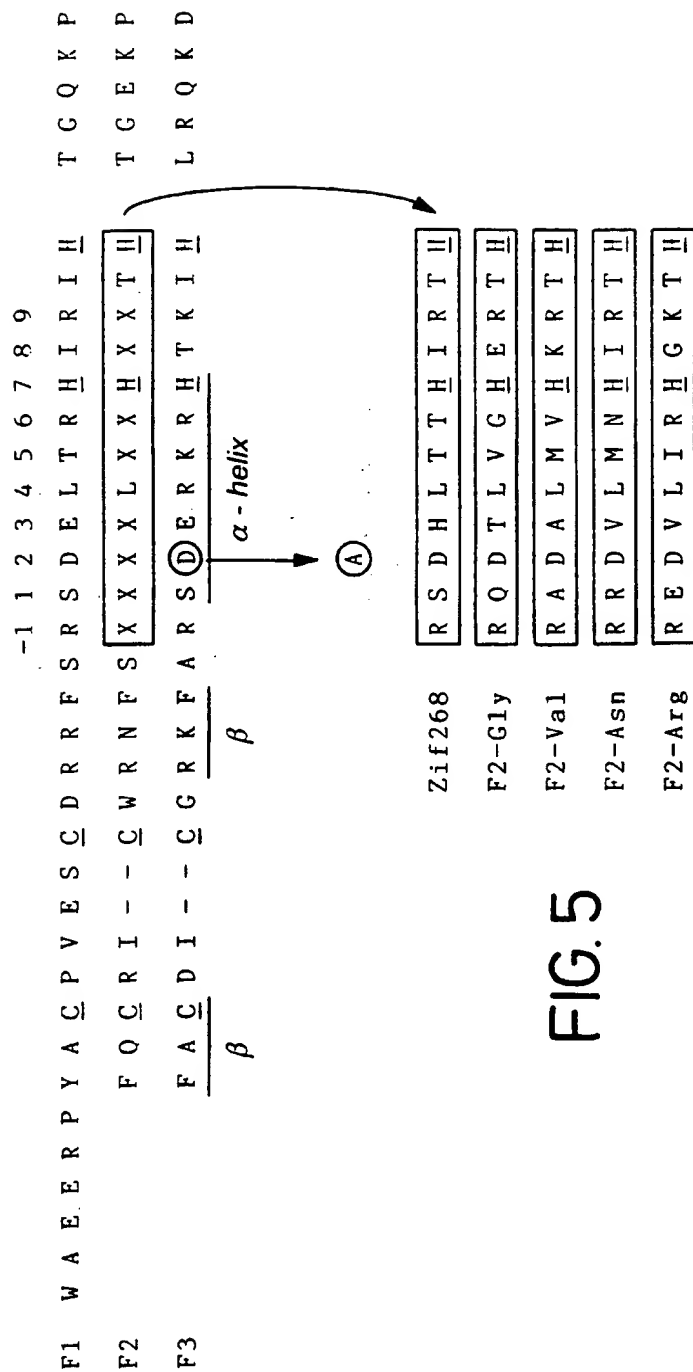 -1 1 2 3 4 5 6 7 8 9
F1 W A E E R P Y A C P V E S C D R R F S R S D E L T R H I R I H T G Q K P
F2 F Q C R I - - C W R N F S X X X X L X X H X X T H T G E K P
F3 F A C D I - - C G R K F A R S D E R K R H T K I H L R Q K D
β β α - helix
A
Zif268 R S D H L T T H I R T H
F2-Gly R Q D T L V G H E R T H
F2-Val R A D A L M V H K R T H
F2-Asn R R D V L M N H I R T H
F2-Arg R E D V L I R H G K T H
FIG. 5